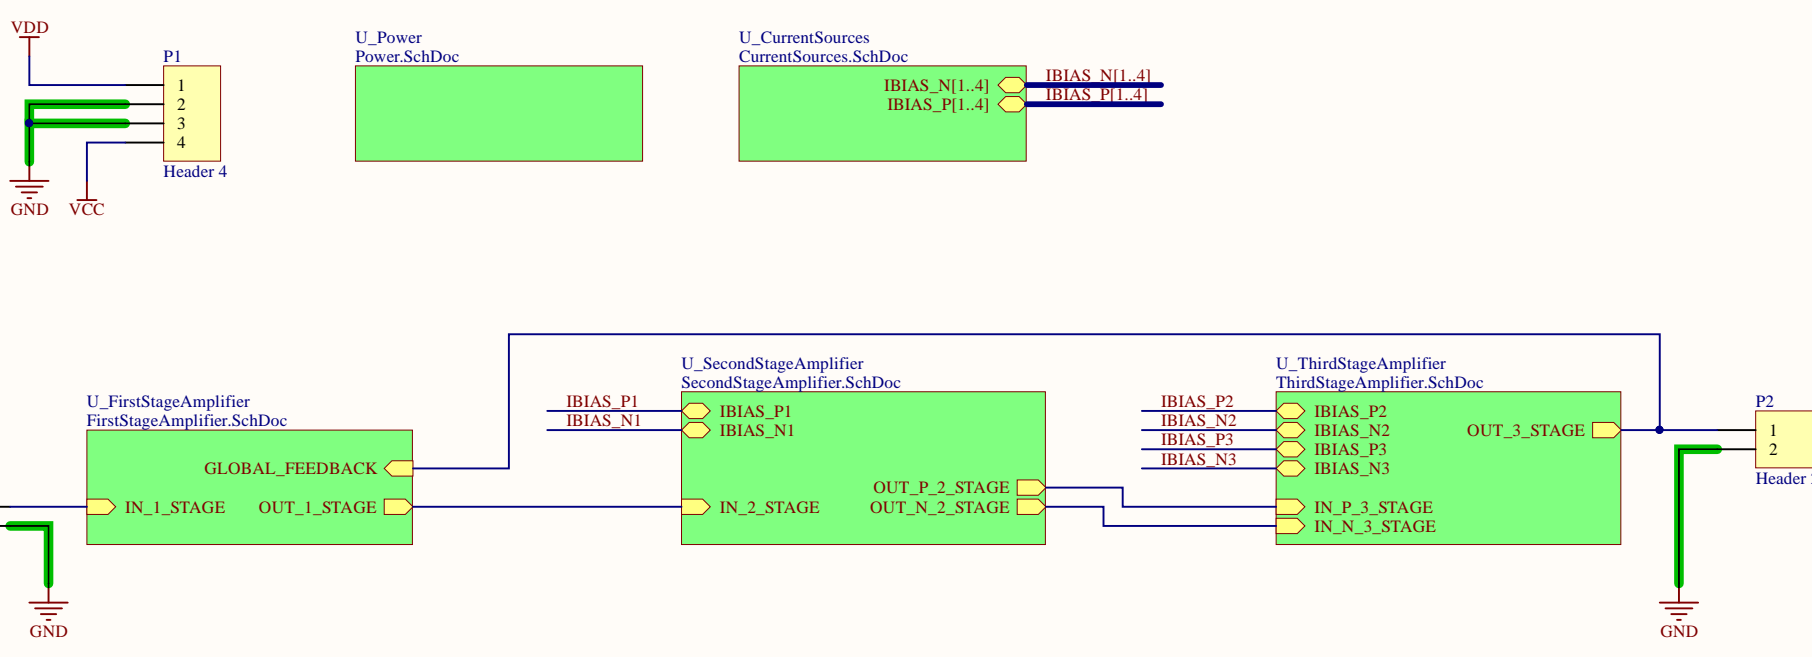 VDD
P1
1
2
3
4
Header 4
GND
VCC
U_Power
Power.SchDoc
U_CurrentSources
CurrentSources.SchDoc
IBIAS_N[1..4]
IBIAS_P[1..4]
IBIAS_N[1..4]
IBIAS_P[1..4]
U_FirstStageAmplifier
FirstStageAmplifier.SchDoc
GLOBAL_FEEDBACK
IN_1_STAGE
OUT_1_STAGE
GND
U_SecondStageAmplifier
SecondStageAmplifier.SchDoc
IBIAS_P1
IBIAS_N1
IBIAS_P1
IBIAS_N1
OUT_P_2_STAGE
IN_2_STAGE
OUT_N_2_STAGE
U_ThirdStageAmplifier
ThirdStageAmplifier.SchDoc
IBIAS_P2
IBIAS_N2
IBIAS_P3
IBIAS_N3
IBIAS_P2
IBIAS_N2
IBIAS_P3
IBIAS_N3
OUT_3_STAGE
IN_P_3_STAGE
IN_N_3_STAGE
P2
1
2
Header
GND